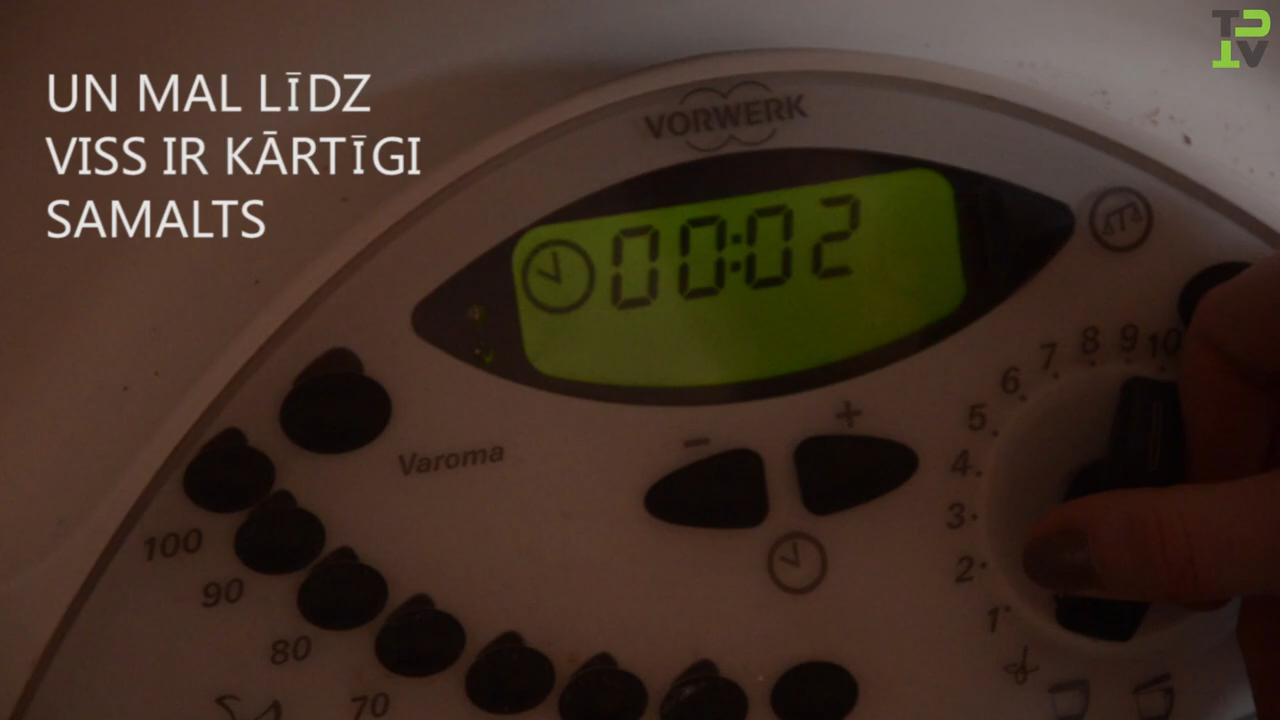 UN MAL LĪDZ
VISS IR KĀRTĪGI
SAMALTS
TPTV
VORWERK
00:02
Varoma
100
90
80
70
- +
10
9
8
7
6
5
4
3
2
1